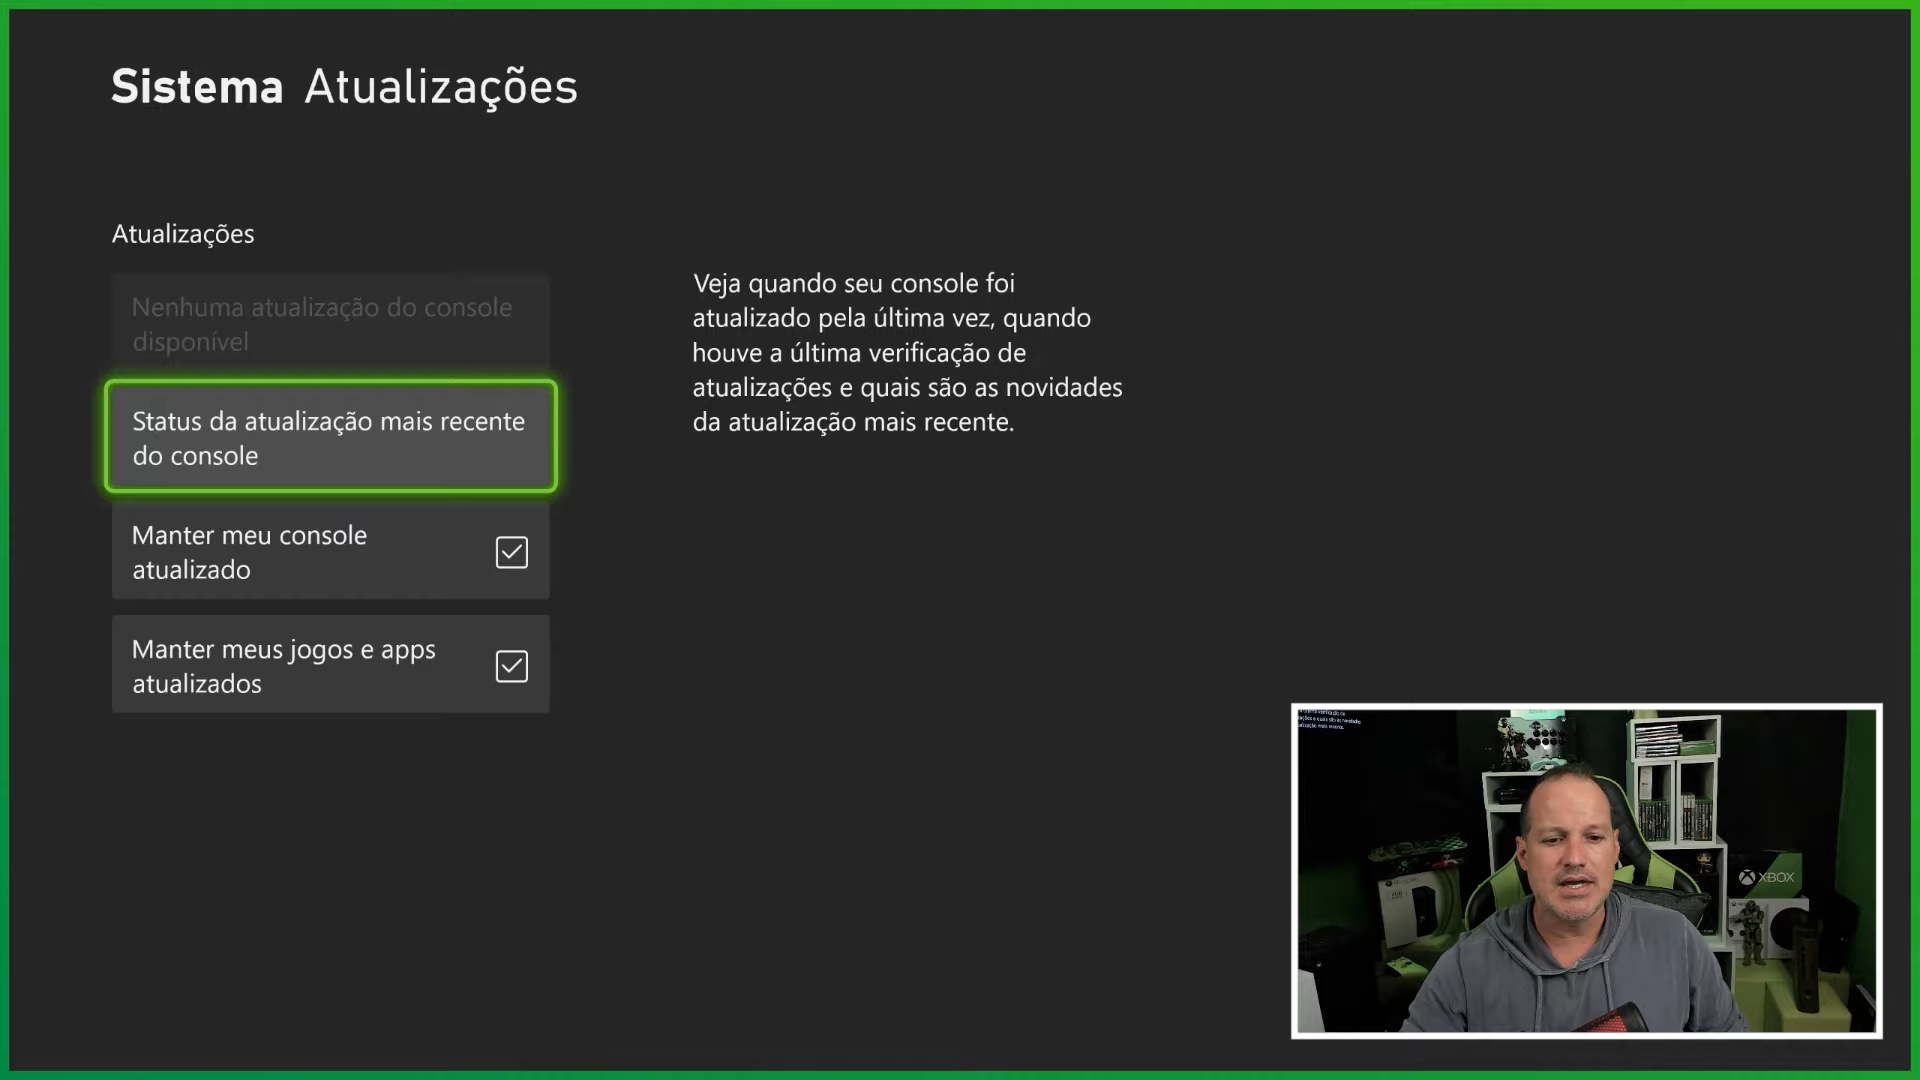 Sistema Atualizações
Atualizações
Nenhuma atualização do console
disponível
Status da atualização mais recente
do console
Manter meu console
atualizado
Manter meus jogos e apps
atualizados
Veja quando seu console foi
atualizado pela última vez, quando
houve a última verificação de
atualizações e quais são as novidades
da atualização mais recente.
XBOX